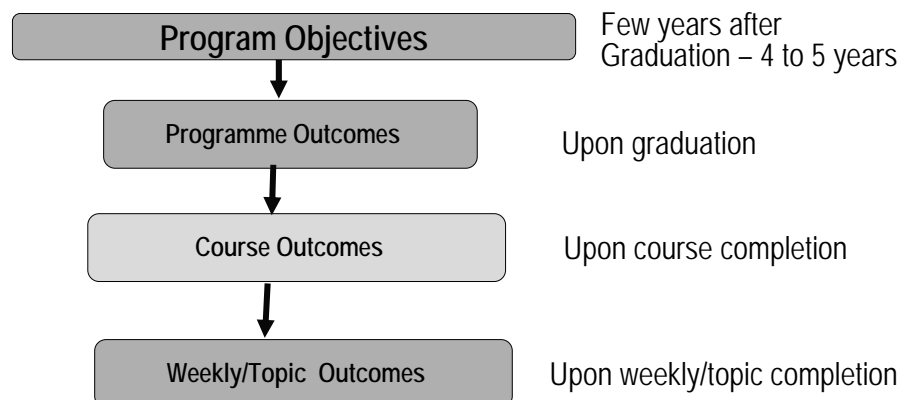 Program Objectives
Few years after
Graduation – 4 to 5 years
Programme Outcomes
Upon graduation
Course Outcomes
Upon course completion
Weekly/Topic Outcomes
Upon weekly/topic completion